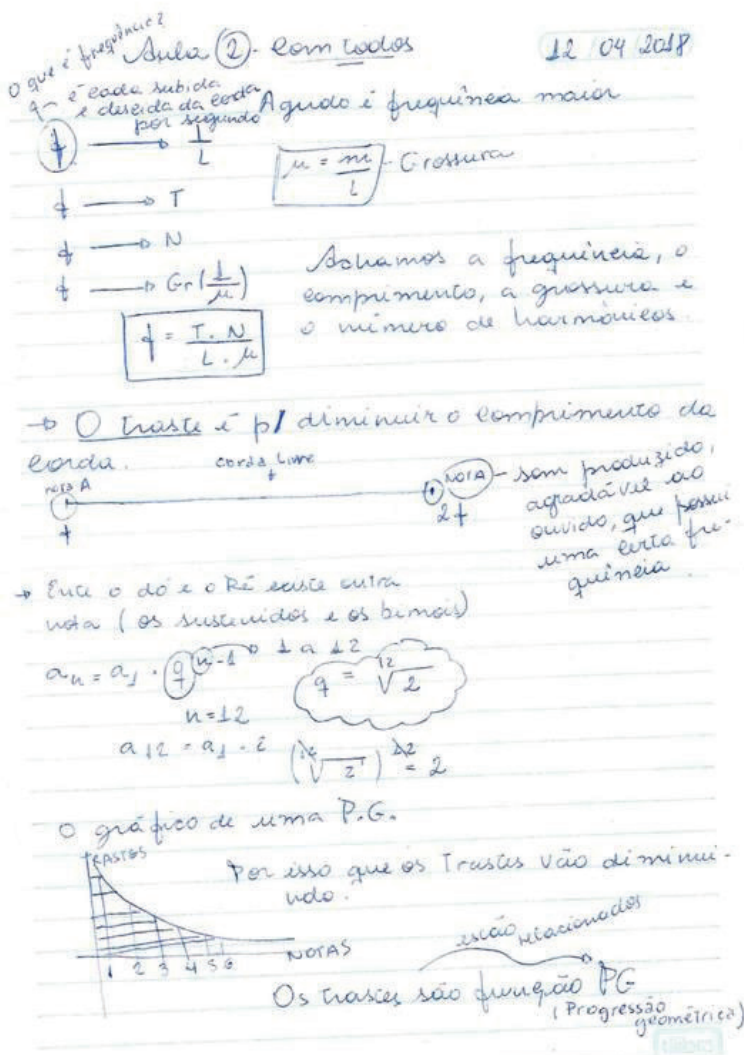 O que é frequência?
Aula 2 - Com todos
12 04 2018
é cada subida
e descida da corda
por segundo
Agudo é frequência maior
f → 1/L
μ = m/L - Grossura
f → T
f → N
f → Gr (1/μ)
f = T. N / L. μ
Achamos a frequência, o
comprimento, a grossura e
o número de harmônicos.
→ O traste é p/ diminuir o comprimento da
corda.
corda livre
nota A
f
NOTA - som produzido,
agradável ao
ouvido, que possui
uma certa fre-
quência.
2f
→ Entre o dó e o Ré existe outra
nota (os sustenidos e os bemóis)
aₙ = a₁ . q^(n-1) → 1 a 12
q = ¹²√2
n=12
a₁₂ = a₁ . 2
(¹²√2)¹² = 2
O gráfico de uma P.G.
TRASTES
Por isso que os Trastes vão diminui-
ndo.
1 2 3 4 5 6
NOTAS
estão relacionados
Os trastes são função PG
(Progressão
geométrica)